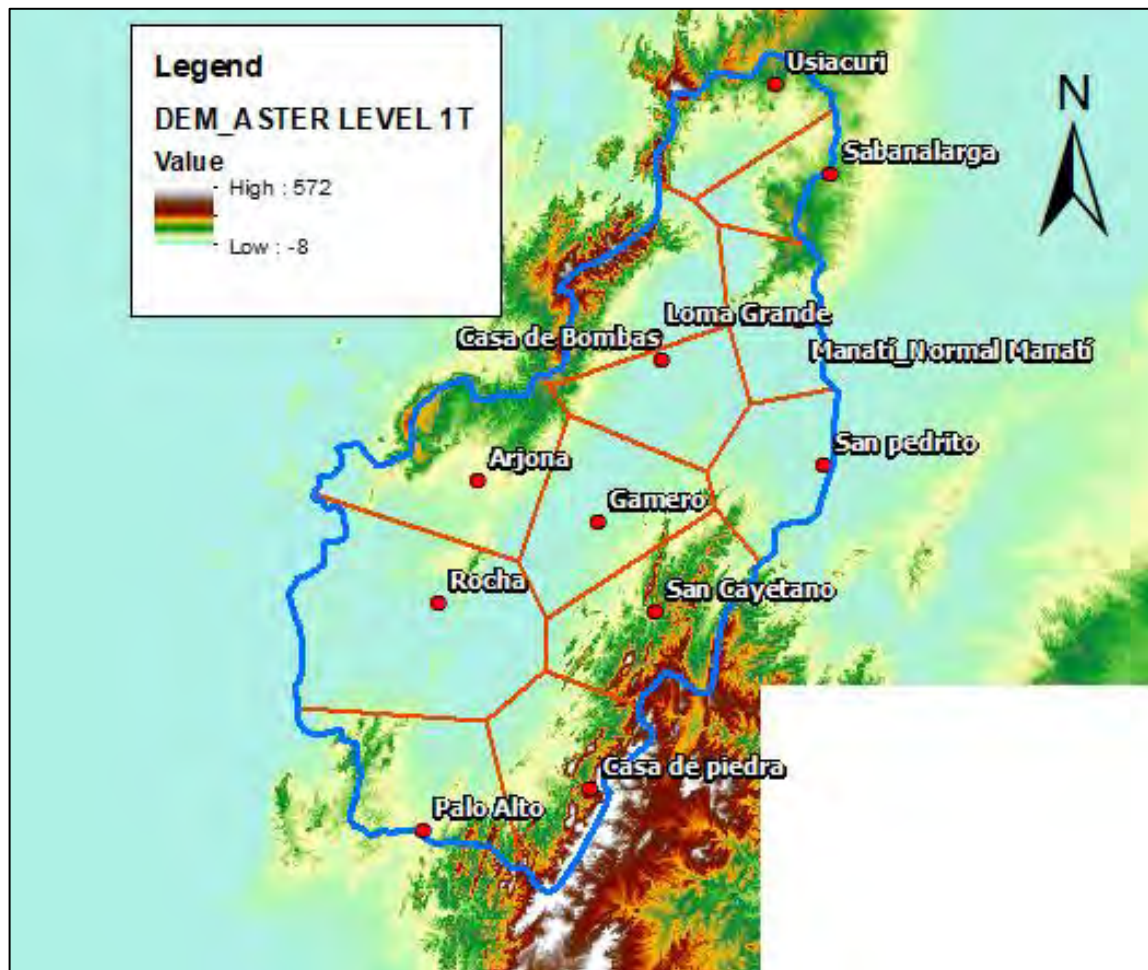 Legend
DEM_ASTER LEVEL 1T
Value
High : 572
Low : -8
N
Usiacuri
Sabanalarga
Loma Grande
Casa de Bombas
Manatí_Normal Manatí
San pedrito
Arjona
Gamero
Rocha
San Cayetano
Casa de piedra
Palo Alto